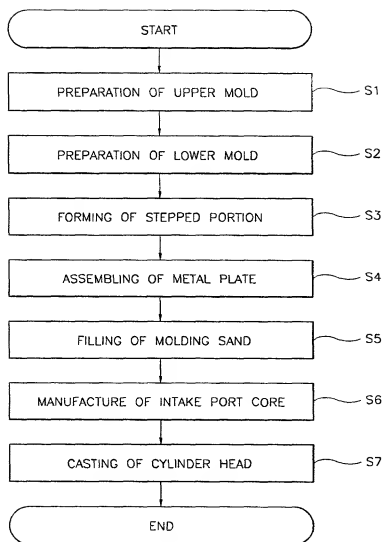 START
PREPARATION OF UPPER MOLD S1
PREPARATION OF LOWER MOLD S2
FORMING OF STEPPED PORTION S3
ASSEMBLING OF METAL PLATE S4
FILLING OF MOLDING SAND S5
MANUFACTURE OF INTAKE PORT CORE S6
CASTING OF CYLINDER HEAD S7
END